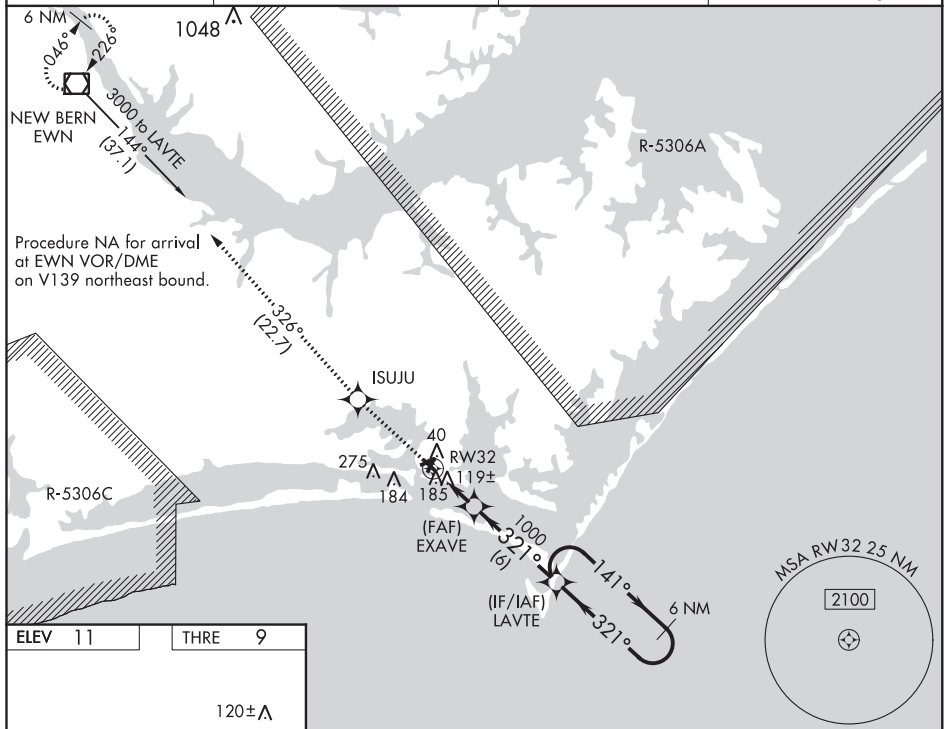 6 NM
046°
226°
1048
NEW BERN
EWN
3000 to LAVTE
144°
(37.1)
R-5306A
Procedure NA for arrival
at EWN VOR/DME
on V139 northeast bound.
326°
(22.7)
ISUJU
40
RW32
275
119±
184
185
R-5306C
(FAF)
EXAVE
1000
321°
(6)
141°
(IF/IAF)
LAVTE
321°
6 NM
MSA RW32 25 NM
2100
ELEV 11
THRE 9
120±